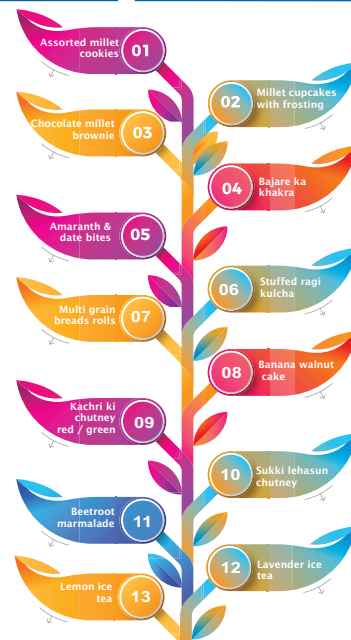 Assorted millet
cookies
01
02
Millet cupcakes
with frosting
Chocolate millet
brownie
03
04
Bajare ka
khakra
Amaranth &
date bites
05
06
Stuffed ragi
kulcha
Multi grain
breads rolls
07
08
Banana walnut
cake
Kachri ki
chutney
red / green
09
10
Sukki lehasun
chutney
Beetroot
marmalade
11
12
Lavender ice
tea
Lemon ice
tea
13